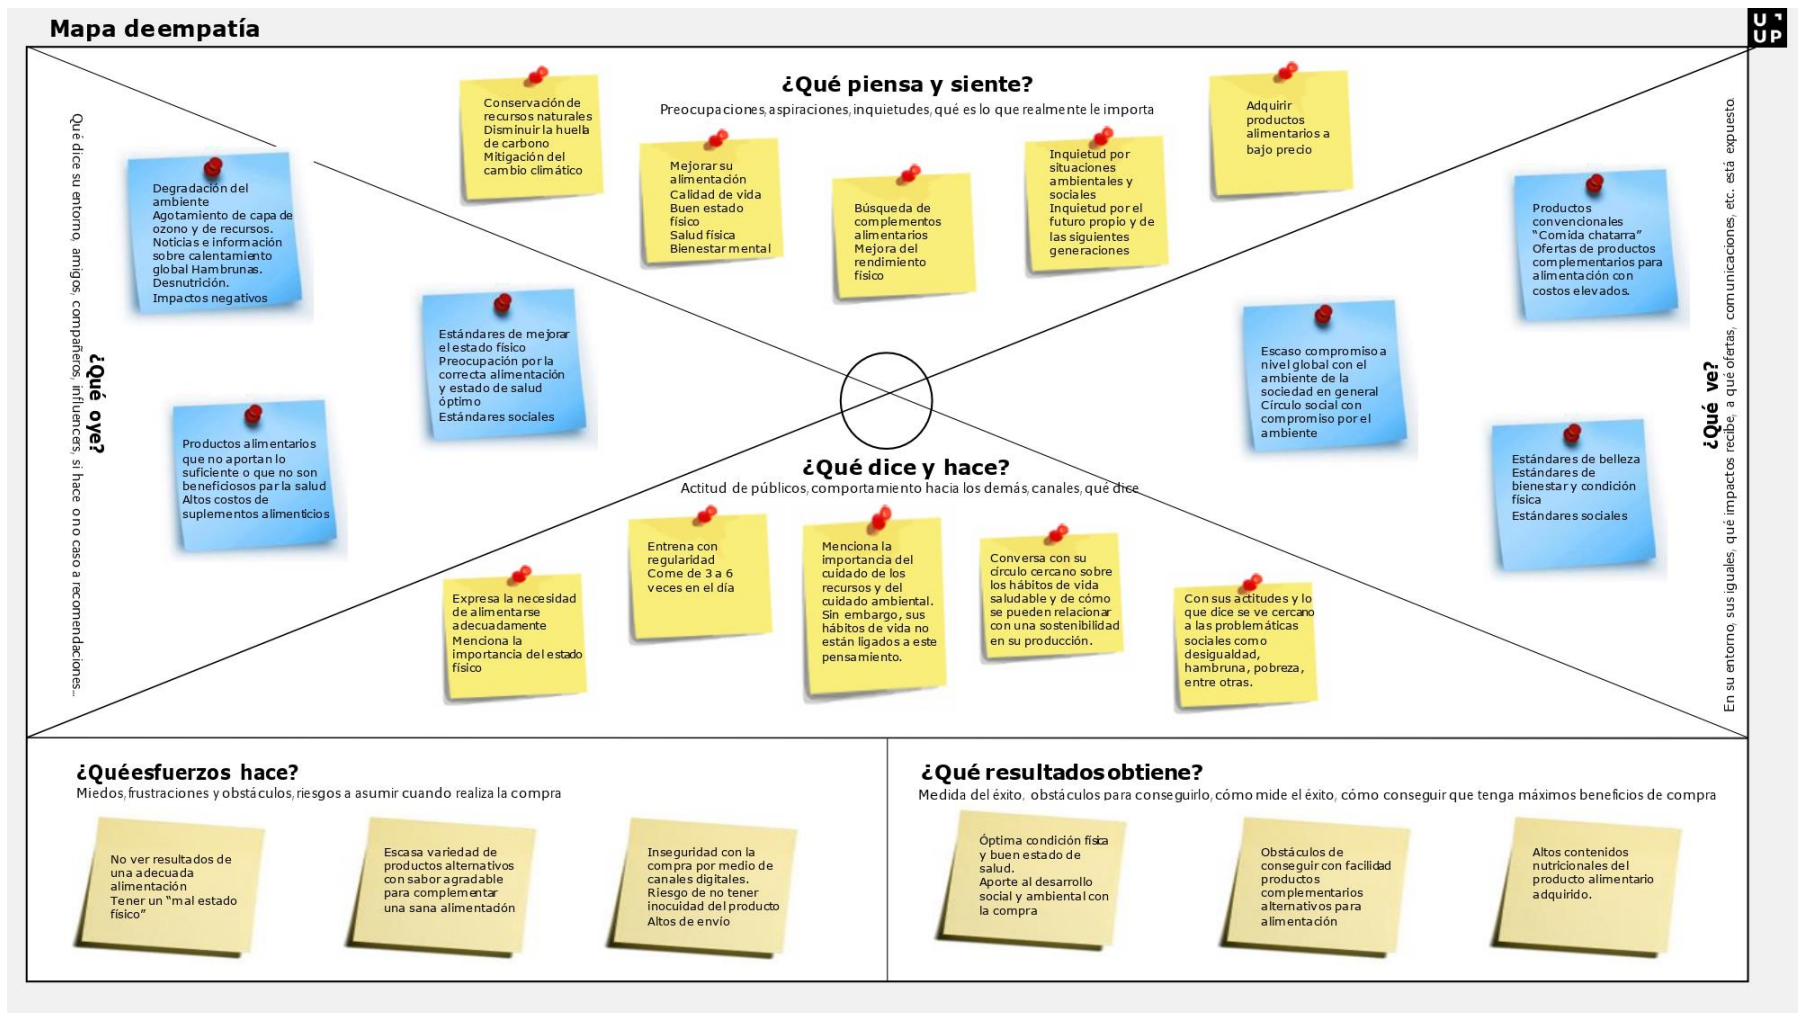 Mapa de empatía
U
UP
¿Qué piensa y siente?
Preocupaciones, aspiraciones, inquietudes, qué es lo que realmente le importa
Conservación de
recursos naturales
Disminuir la huella
de carbono
Mitigación del
cambio climático
Mejorar su
alimentación
Calidad de vida
Buen estado
físico
Salud física
Bienestar mental
Búsqueda de
complementos
alimentarios
Mejora del
rendimiento
físico
Inquietud por
situaciones
ambientales y
sociales
Inquietud por el
futuro propio y de
las siguientes
generaciones
Adquirir
productos
alimentarios a
bajo precio
¿Qué oye?
Qué dice su entorno, amigos, compañeros, influencers, si hace o no caso a recomendaciones...
Degradación del
ambiente
Agotamiento de capa de
ozono y de recursos.
Noticias e información
sobre calentamiento
global Hambrunas.
Desnutrición.
Impactos negativos
Estándares de mejorar
el estado físico
Preocupación por la
correcta alimentación
y estado de salud
óptimo
Estándares sociales
Productos alimentarios
que no aportan lo
suficiente o que no son
beneficiosos par la salud
Altos costos de
suplementos alimenticios
¿Qué ve?
En su entorno, sus iguales, qué impactos recibe, a qué ofertas, comunicaciones, etc. está expuesto.
Productos
convencionales
“Comida chatarra”
Ofertas de productos
complementarios para
alimentación con
costos elevados.
Escaso compromiso a
nivel global con el
ambiente de la
sociedad en general
Círculo social con
compromiso por el
ambiente
Estándares de belleza
Estándares de
bienestar y condición
física
Estándares sociales
¿Qué dice y hace?
Actitud de públicos, comportamiento hacia los demás, canales, qué dice
Expresa la necesidad
de alimentarse
adecuadamente
Menciona la
importancia del estado
físico
Entrena con
regularidad
Come de 3 a 6
veces en el día
Menciona la
importancia del
cuidado de los
recursos y del
cuidado ambiental.
Sin embargo, sus
hábitos de vida no
están ligados a este
pensamiento.
Conversa con su
círculo cercano sobre
los hábitos de vida
saludable y de cómo
se pueden relacionar
con una sostenibilidad
en su producción.
Con sus actitudes y lo
que dice se ve cercano
a las problemáticas
sociales como
desigualdad,
hambruna, pobreza,
entre otras.
¿Qué esfuerzos hace?
Miedos, frustraciones y obstáculos, riesgos a asumir cuando realiza la compra
No ver resultados de
una adecuada
alimentación
Tener un “mal estado
físico”
Escasa variedad de
productos alternativos
con sabor agradable
para complementar
una sana alimentación
Inseguridad con la
compra por medio de
canales digitales.
Riesgo de no tener
inocuidad del producto
Altos de envío
¿Qué resultados obtiene?
Medida del éxito, obstáculos para conseguirlo, cómo mide el éxito, cómo conseguir que tenga máximos beneficios de compra
Óptima condición física
y buen estado de
salud.
Aporte al desarrollo
social y ambiental con
la compra
Obstáculos de
conseguir con facilidad
productos
complementarios
alternativos para
alimentación
Altos contenidos
nutricionales del
producto alimentario
adquirido.